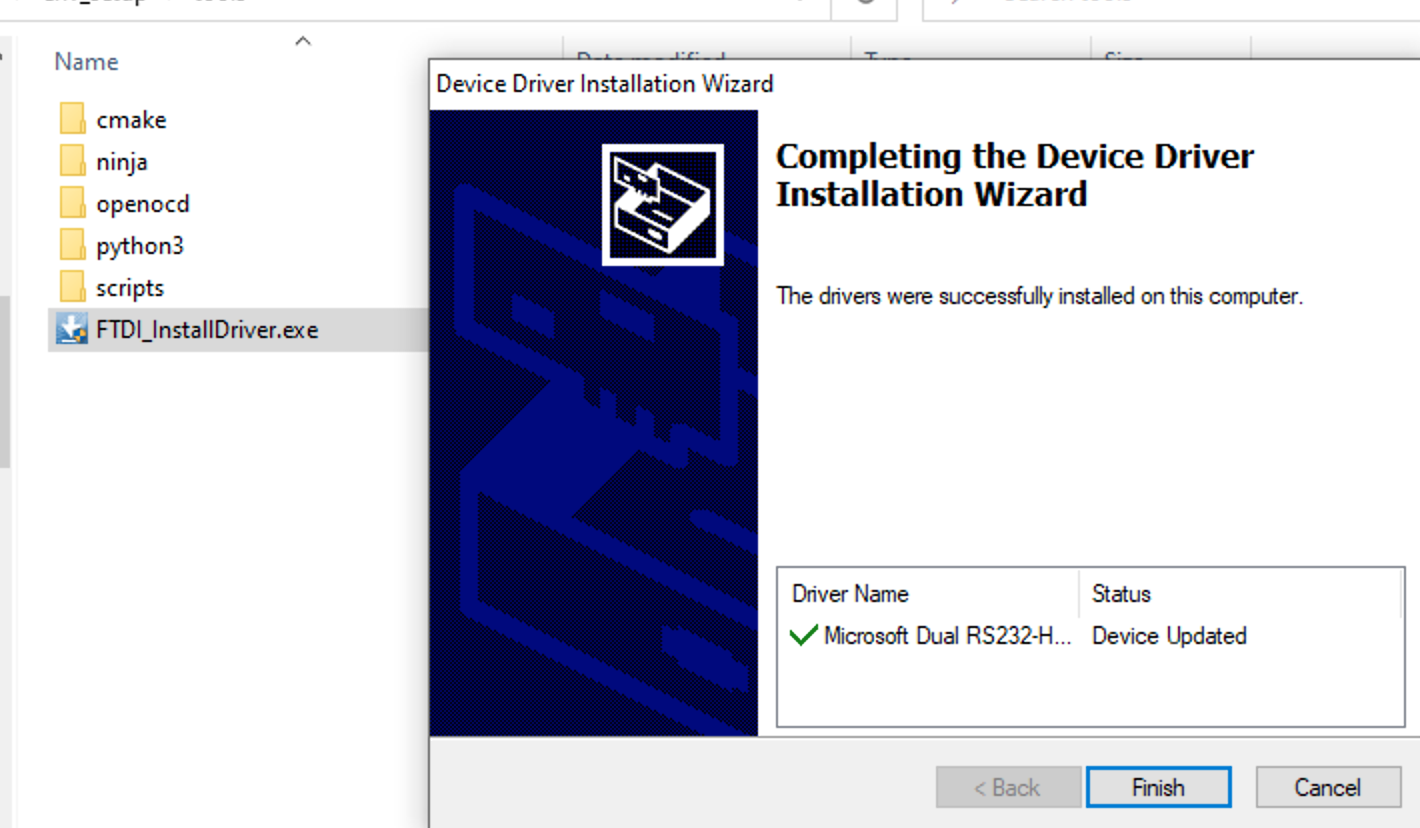 Name
Device Driver Installation Wizard
cmake
ninja
openocd
python3
scripts
FTDI_InstallDriver.exe
Completing the Device Driver
Installation Wizard
The drivers were successfully installed on this computer.
Driver Name Status
Microsoft Dual RS232-H... Device Updated
< Back Finish Cancel